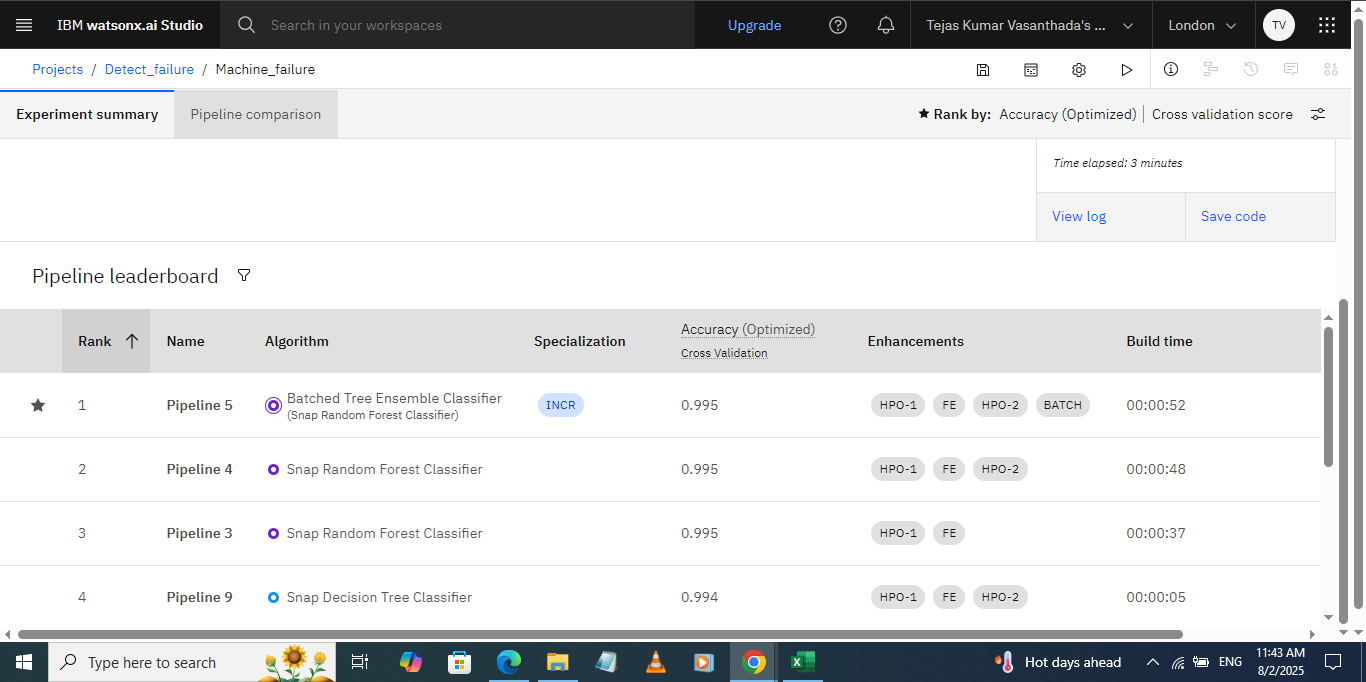 IBM watsonx.ai Studio
Search in your workspaces
Upgrade
Tejas Kumar Vasanthada's ...
London
TV
Projects / Detect_failure / Machine_failure
Experiment summary
Pipeline comparison
Rank by: Accuracy (Optimized) | Cross validation score
Time elapsed: 3 minutes
View log
Save code
Pipeline leaderboard
Rank Name Algorithm Specialization Accuracy (Optimized) Enhancements Build time
Cross Validation
1 Pipeline 5 Batched Tree Ensemble Classifier INCR 0.995 HPO-1 FE HPO-2 BATCH 00:00:52
(Snap Random Forest Classifier)
2 Pipeline 4 Snap Random Forest Classifier 0.995 HPO-1 FE HPO-2 00:00:48
3 Pipeline 3 Snap Random Forest Classifier 0.995 HPO-1 FE 00:00:37
4 Pipeline 9 Snap Decision Tree Classifier 0.994 HPO-1 FE HPO-2 00:00:05
Type here to search
Hot days ahead
ENG
11:43 AM
8/2/2025